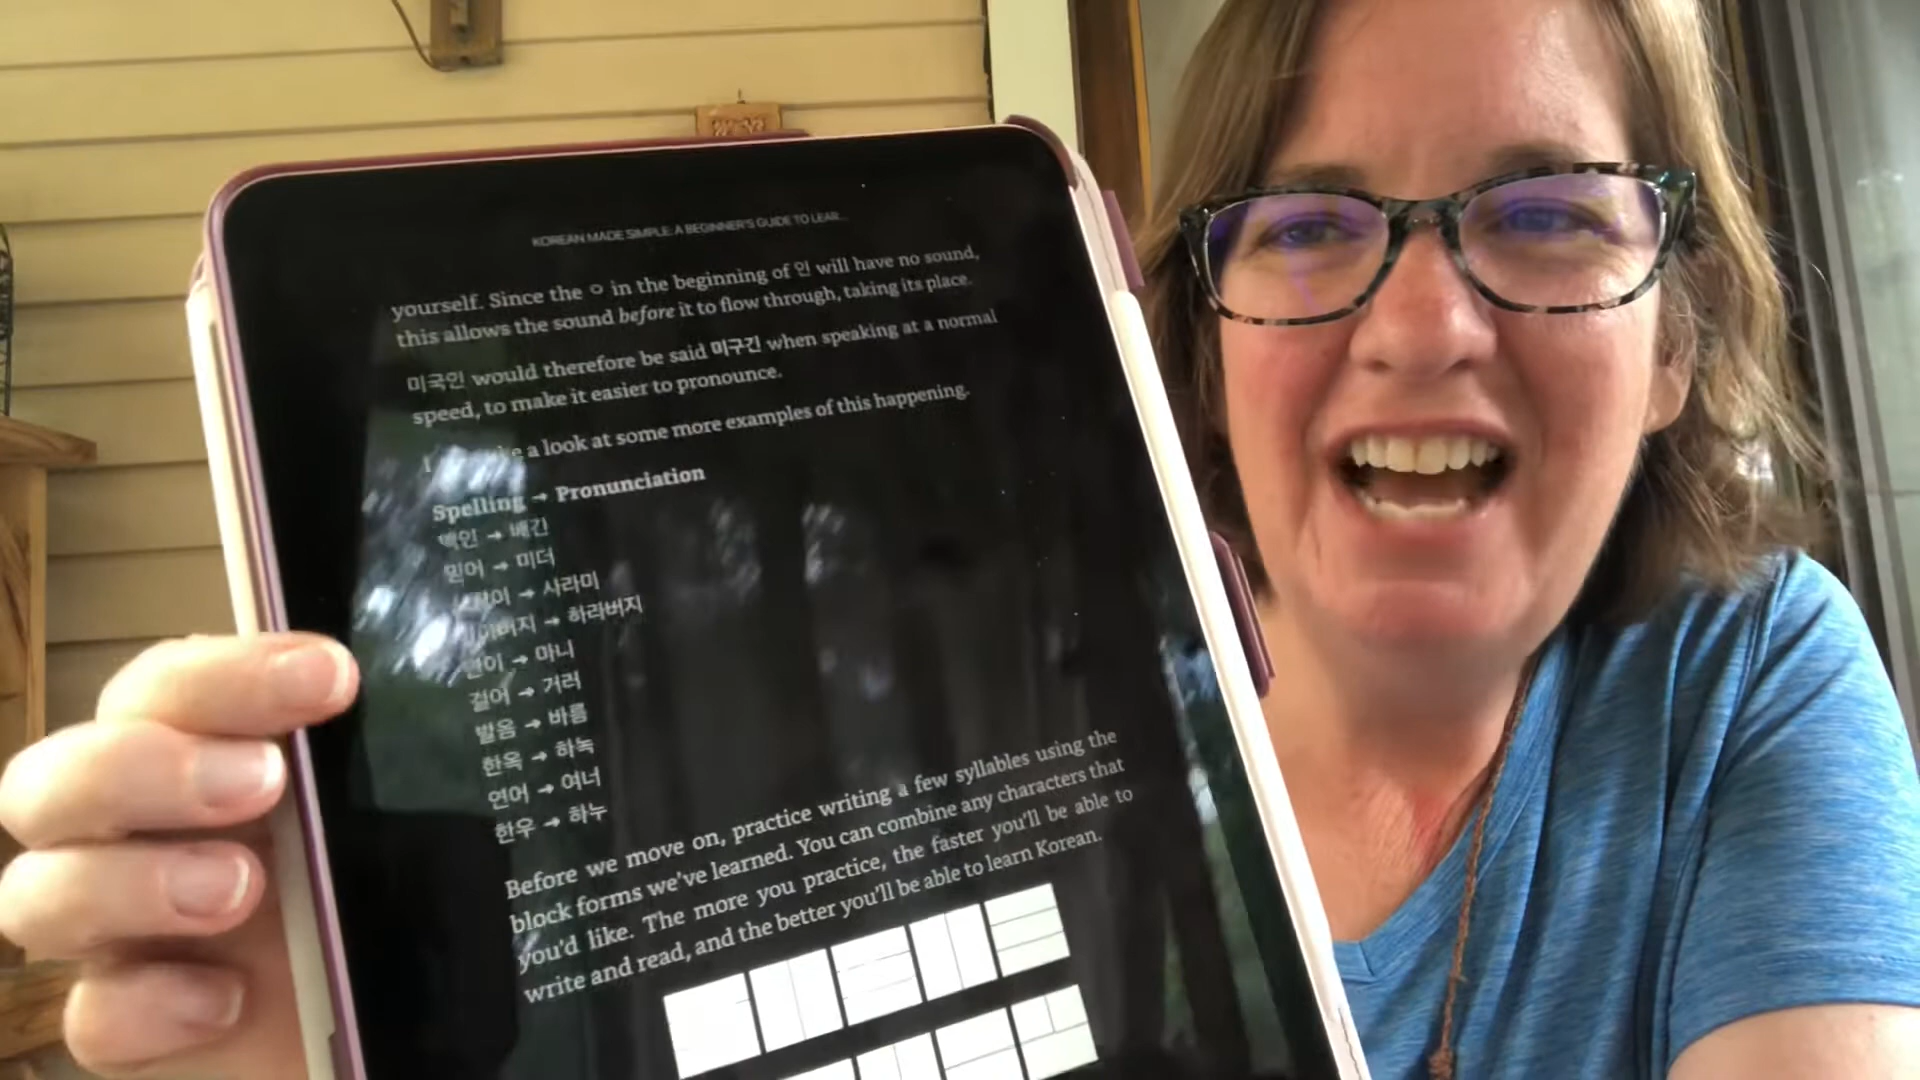 KOREAN MADE SIMPLE: A BEGINNER'S GUIDE TO LEAR...
yourself. Since the ㅇ in the beginning of 인 will have no sound,
this allows the sound before it to flow through, taking its place.
미국인 would therefore be said 미구긴 when speaking at a normal
speed, to make it easier to pronounce.
a look at some more examples of this happening.
Spelling → Pronunciation
백인 → 배긴
믿어 → 미더
→ 사라미
→ 하라버지
→ 마니
걸어 → 거러
발음 → 바름
한옥 → 하녹
연어 → 여너
한우 → 하누
Before we move on, practice writing a few syllables using the
block forms we've learned. You can combine any characters that
you'd like. The more you practice, the faster you'll be able to
write and read, and the better you'll be able to learn Korean.